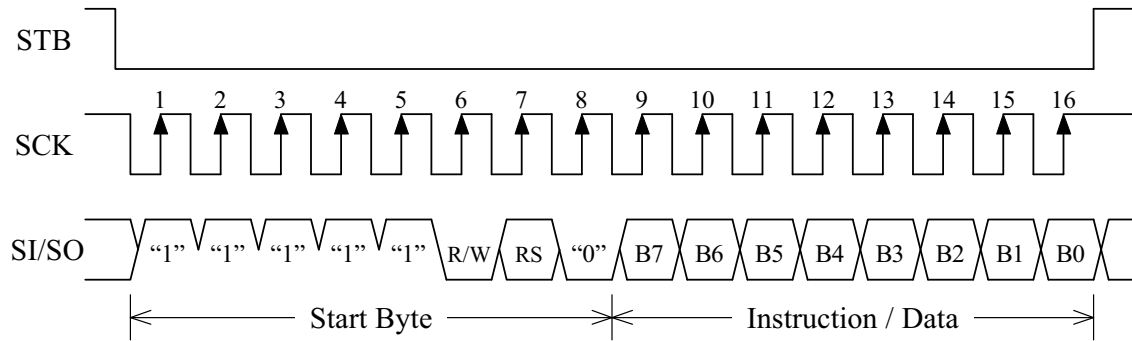 STB
1 2 3 4 5 6 7 8 9 10 11 12 13 14 15 16
SCK
SI/SO “1” “1” “1” “1” “1” R/W RS “0” B7 B6 B5 B4 B3 B2 B1 B0
Start Byte Instruction / Data